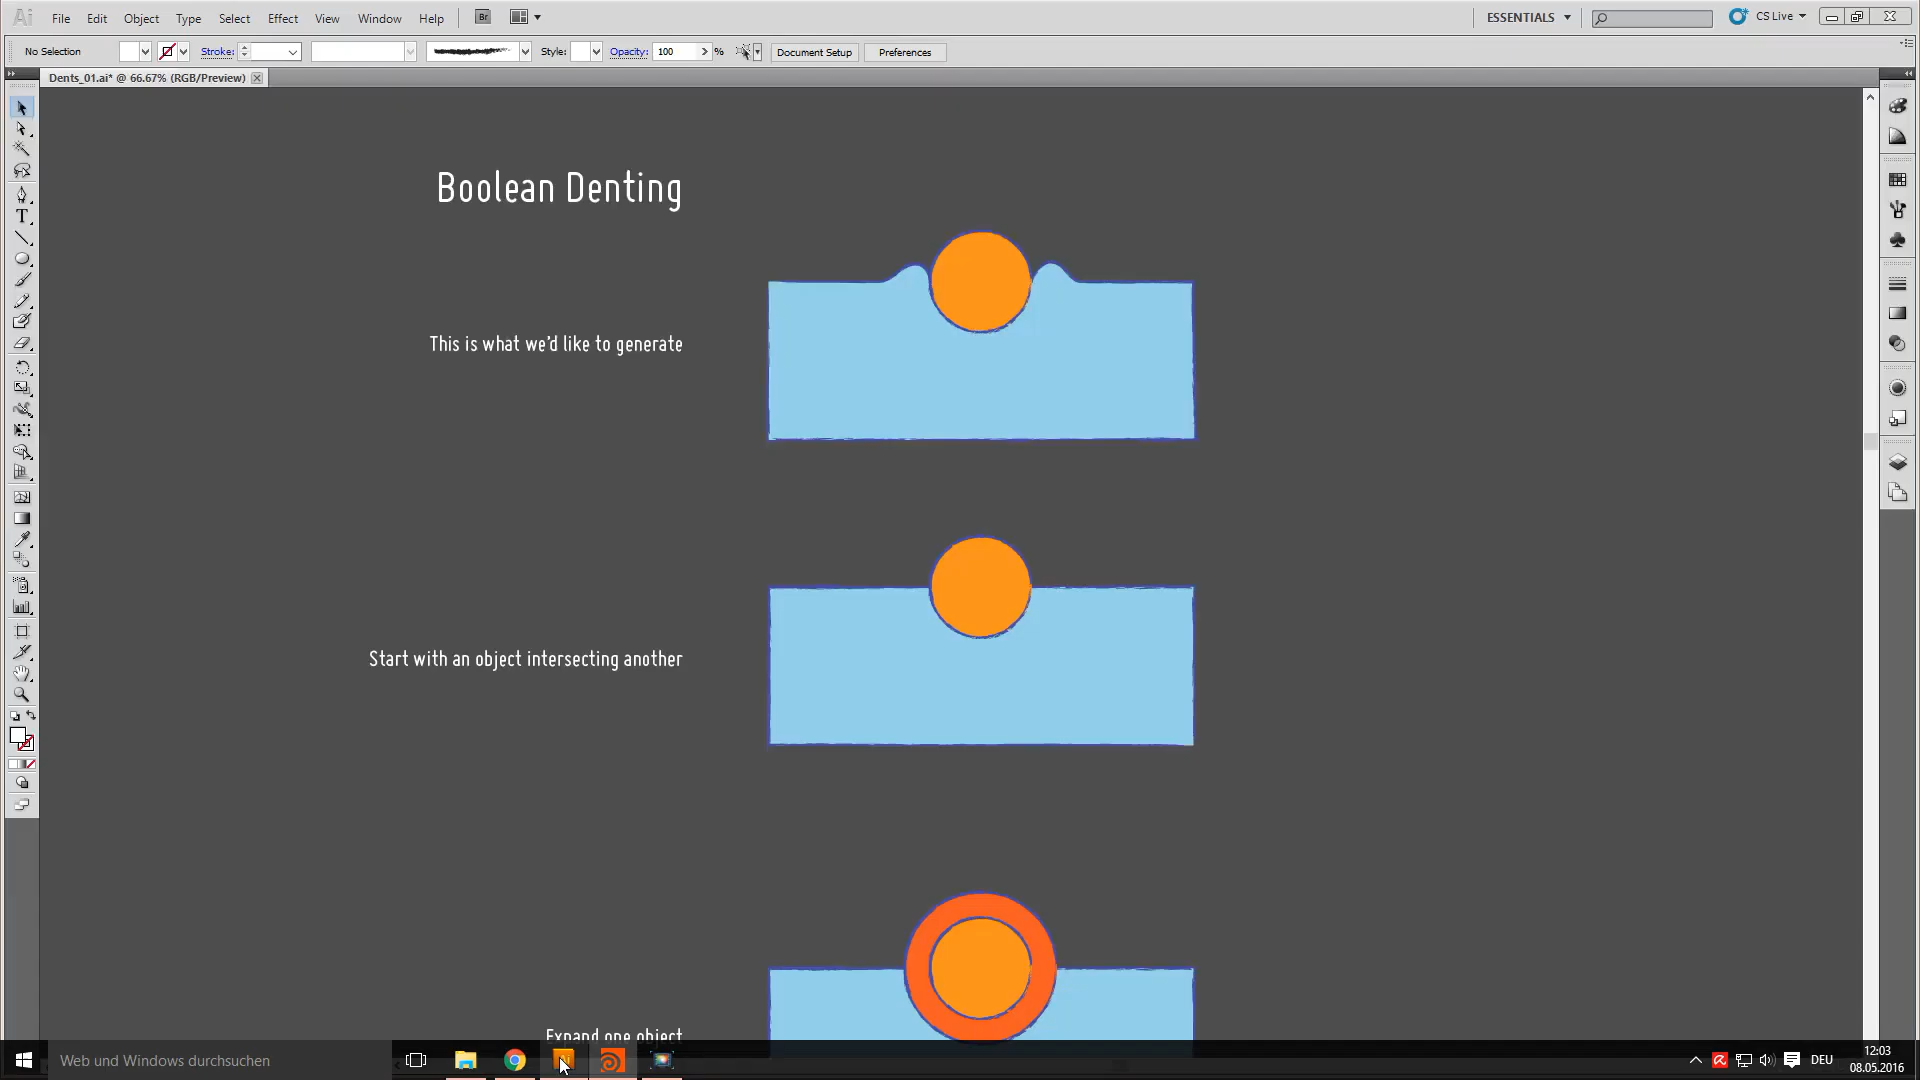 Ai File Edit Object Type Select Effect View Window Help Br ESSENTIALS CS Live
No Selection Stroke: Style: Opacity: 100 % Document Setup Preferences
Dents_01.ai* @ 66.67% (RGB/Preview)
Boolean Denting
This is what we'd like to generate
Start with an object intersecting another
Expand one object
Web und Windows durchsuchen
DEU
12:03
08.05.2016